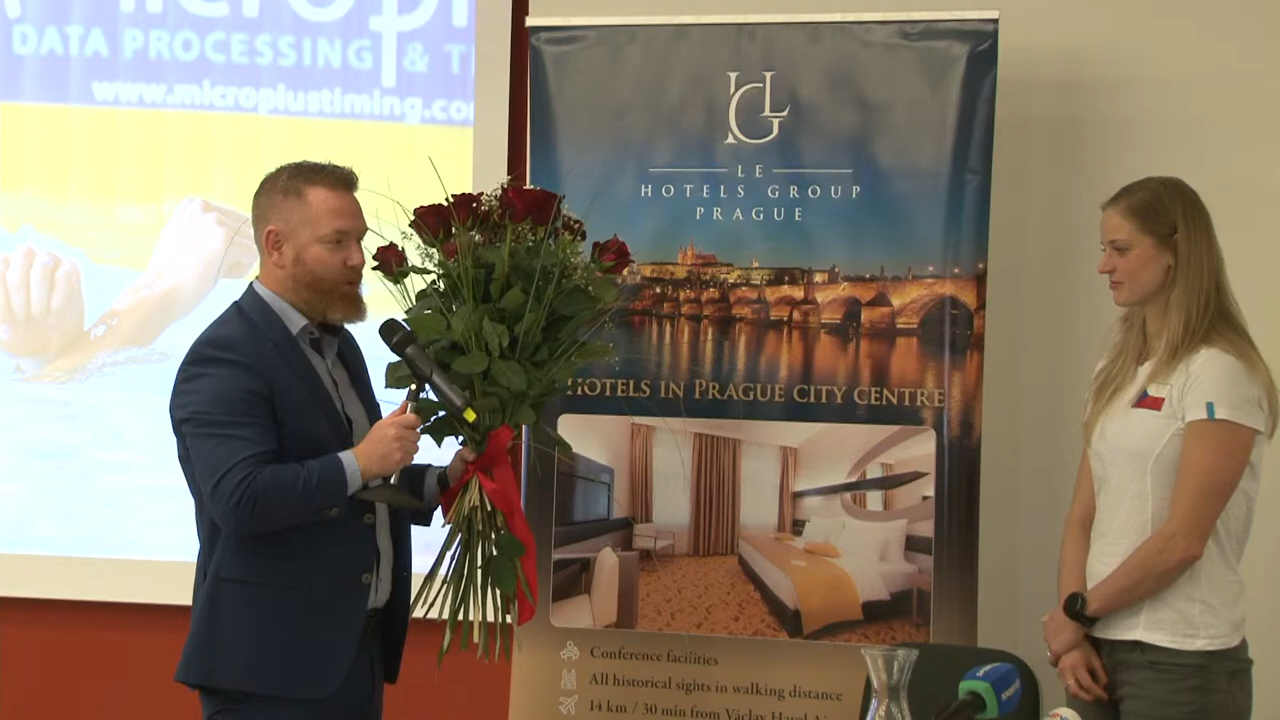 DATA PROCESSING & T
www.microplustiming.co
LE
HOTELS GROUP
PRAGUE
HOTELS IN PRAGUE CITY CENTRE
Conference facilities
All historical sights in walking distance
14 km / 30 min from Václav Havel